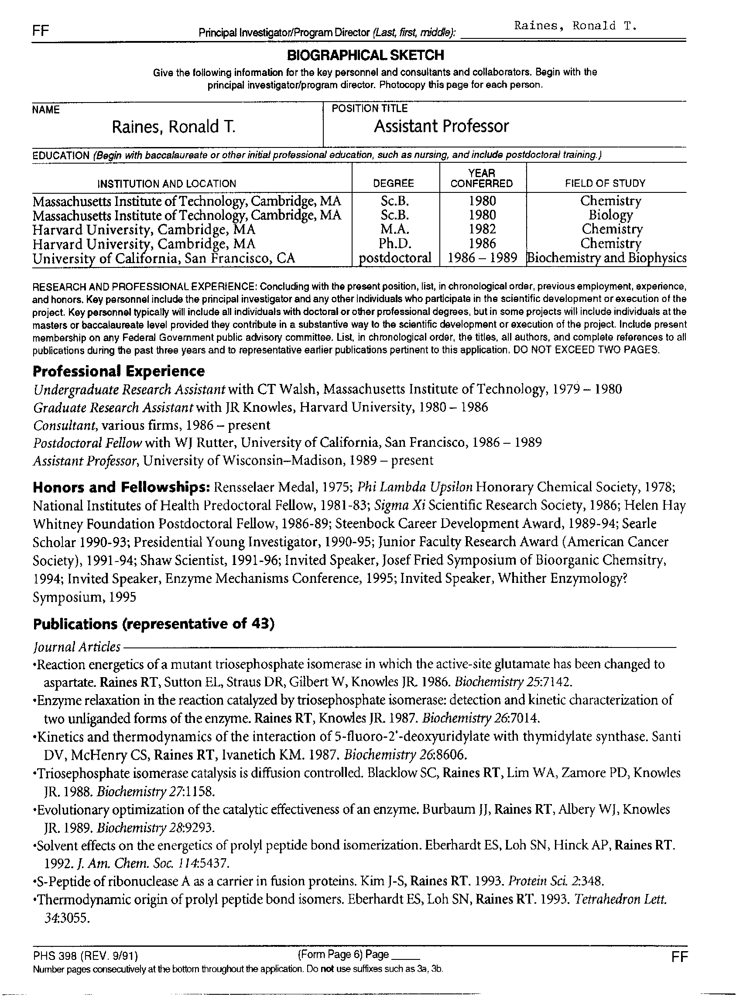 FF
Principal Investigator/Program Director (Last, first, middle): Raines, Ronald T.
BIOGRAPHICAL SKETCH
Give the following information for the key personnel and consultants and collaborators. Begin with the
principal investigator/program director. Photocopy this page for each person.
NAME
POSITION TITLE
Raines, Ronald T.
Assistant Professor
EDUCATION (Begin with baccalaureate or other initial professional education, such as nursing, and include postdoctoral training.)
INSTITUTION AND LOCATION DEGREE YEAR CONFERRED FIELD OF STUDY
Massachusetts Institute of Technology, Cambridge, MA Sc.B. 1980 Chemistry
Massachusetts Institute of Technology, Cambridge, MA Sc.B. 1980 Biology
Harvard University, Cambridge, MA M.A. 1982 Chemistry
Harvard University, Cambridge, MA Ph.D. 1986 Chemistry
University of California, San Francisco, CA postdoctoral 1986 – 1989 Biochemistry and Biophysics
RESEARCH AND PROFESSIONAL EXPERIENCE: Concluding with the present position, list, in chronological order, previous employment, experience,
and honors. Key personnel include the principal investigator and any other individuals who participate in the scientific development or execution of the
project. Key personnel typically will include all individuals with doctoral or other professional degrees, but in some projects will include individuals at the
masters or baccalaureate level provided they contribute in a substantive way to the scientific development or execution of the project. Include present
membership on any Federal Government public advisory committee. List, in chronological order, the titles, all authors, and complete references to all
publications during the past three years and to representative earlier publications pertinent to this application. DO NOT EXCEED TWO PAGES.
Professional Experience
Undergraduate Research Assistant with CT Walsh, Massachusetts Institute of Technology, 1979 – 1980
Graduate Research Assistant with JR Knowles, Harvard University, 1980 – 1986
Consultant, various firms, 1986 – present
Postdoctoral Fellow with WJ Rutter, University of California, San Francisco, 1986 – 1989
Assistant Professor, University of Wisconsin–Madison, 1989 – present
Honors and Fellowships: Rensselaer Medal, 1975; Phi Lambda Upsilon Honorary Chemical Society, 1978;
National Institutes of Health Predoctoral Fellow, 1981-83; Sigma Xi Scientific Research Society, 1986; Helen Hay
Whitney Foundation Postdoctoral Fellow, 1986-89; Steenbock Career Development Award, 1989-94; Searle
Scholar 1990-93; Presidential Young Investigator, 1990-95; Junior Faculty Research Award (American Cancer
Society), 1991-94; Shaw Scientist, 1991-96; Invited Speaker, Josef Fried Symposium of Bioorganic Chemsitry,
1994; Invited Speaker, Enzyme Mechanisms Conference, 1995; Invited Speaker, Whither Enzymology?
Symposium, 1995
Publications (representative of 43)
Journal Articles
•Reaction energetics of a mutant triosephosphate isomerase in which the active-site glutamate has been changed to
aspartate. Raines RT, Sutton EL, Straus DR, Gilbert W, Knowles JR. 1986. Biochemistry 25:7142.
•Enzyme relaxation in the reaction catalyzed by triosephosphate isomerase: detection and kinetic characterization of
two unliganded forms of the enzyme. Raines RT, Knowles JR. 1987. Biochemistry 26:7014.
•Kinetics and thermodynamics of the interaction of 5-fluoro-2'-deoxyuridylate with thymidylate synthase. Santi
DV, McHenry CS, Raines RT, Ivanetich KM. 1987. Biochemistry 26:8606.
•Triosephosphate isomerase catalysis is diffusion controlled. Blacklow SC, Raines RT, Lim WA, Zamore PD, Knowles
JR. 1988. Biochemistry 27:1158.
•Evolutionary optimization of the catalytic effectiveness of an enzyme. Burbaum JJ, Raines RT, Albery WJ, Knowles
JR. 1989. Biochemistry 28:9293.
•Solvent effects on the energetics of prolyl peptide bond isomerization. Eberhardt ES, Loh SN, Hinck AP, Raines RT.
1992. J. Am. Chem. Soc. 114:5437.
•S-Peptide of ribonuclease A as a carrier in fusion proteins. Kim J-S, Raines RT. 1993. Protein Sci. 2:348.
•Thermodynamic origin of prolyl peptide bond isomers. Eberhardt ES, Loh SN, Raines RT. 1993. Tetrahedron Lett.
34:3055.
PHS 398 (REV. 9/91) (Form Page 6) Page _____ FF
Number pages consecutively at the bottom throughout the application. Do not use suffixes such as 3a, 3b.